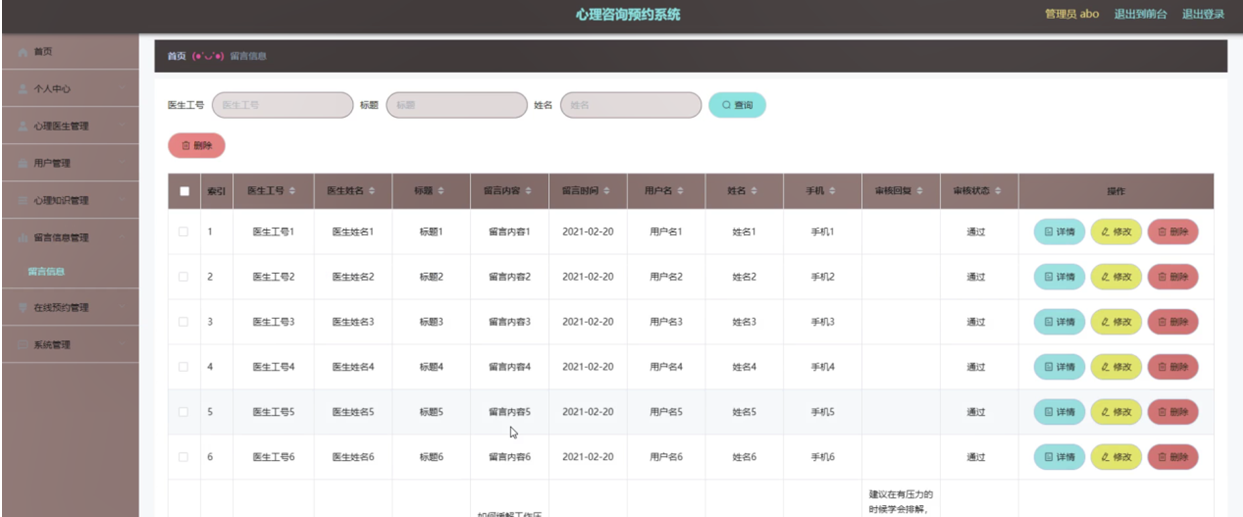 心理咨询预约系统
管理员 abo 退出到前台 退出登录
首页
个人中心
心理医生管理
用户管理
心理知识管理
留言信息管理
留言信息
在线预约管理
系统管理
首页 (●'◡'●) 留言信息
医生工号 医生工号 标题 标题 姓名 姓名 查询
删除
索引 医生工号 医生姓名 标题 留言内容 留言时间 用户名 姓名 手机 审核回复 审核状态 操作
1 医生工号1 医生姓名1 标题1 留言内容1 2021-02-20 用户名1 姓名1 手机1 通过 详情 修改 删除
2 医生工号2 医生姓名2 标题2 留言内容2 2021-02-20 用户名2 姓名2 手机2 通过 详情 修改 删除
3 医生工号3 医生姓名3 标题3 留言内容3 2021-02-20 用户名3 姓名3 手机3 通过 详情 修改 删除
4 医生工号4 医生姓名4 标题4 留言内容4 2021-02-20 用户名4 姓名4 手机4 通过 详情 修改 删除
5 医生工号5 医生姓名5 标题5 留言内容5 2021-02-20 用户名5 姓名5 手机5 通过 详情 修改 删除
6 医生工号6 医生姓名6 标题6 留言内容6 2021-02-20 用户名6 姓名6 手机6 通过 详情 修改 删除
建议在有压力的
时候学会排解，
如何缓解工作压